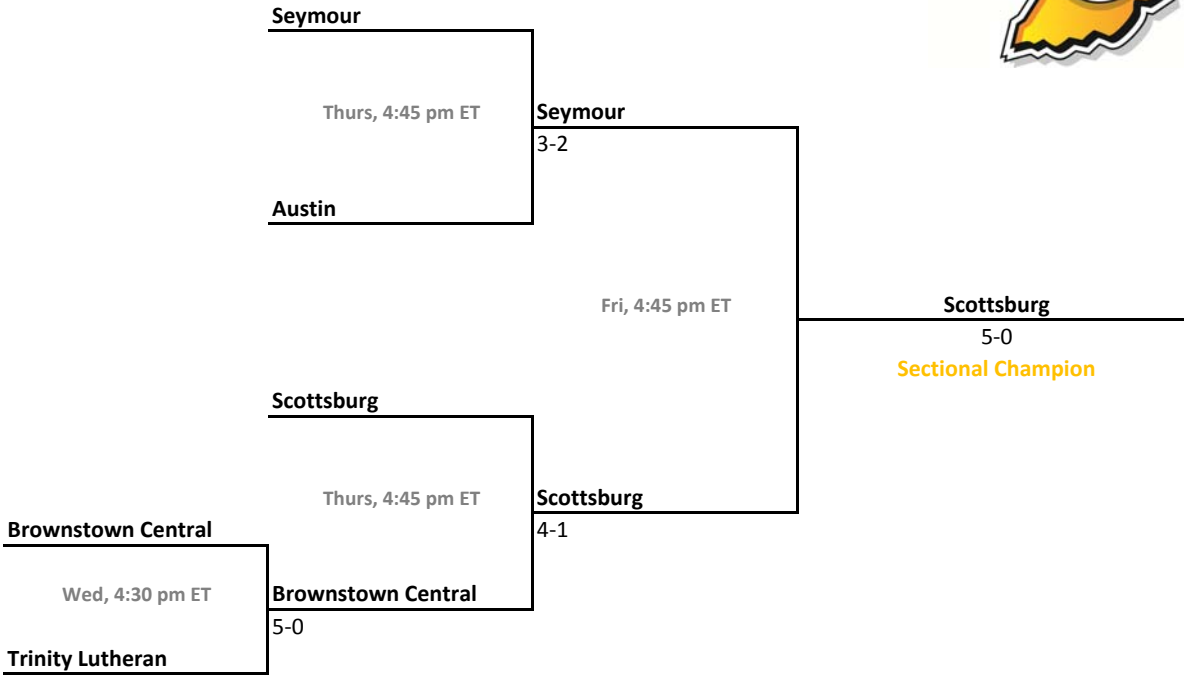 Seymour
Thurs, 4:45 pm ET
Seymour
3-2
Austin
Fri, 4:45 pm ET
Scottsburg
5-0
Sectional Champion
Scottsburg
Thurs, 4:45 pm ET
Scottsburg
4-1
Brownstown Central
Wed, 4:30 pm ET
Brownstown Central
5-0
Trinity Lutheran